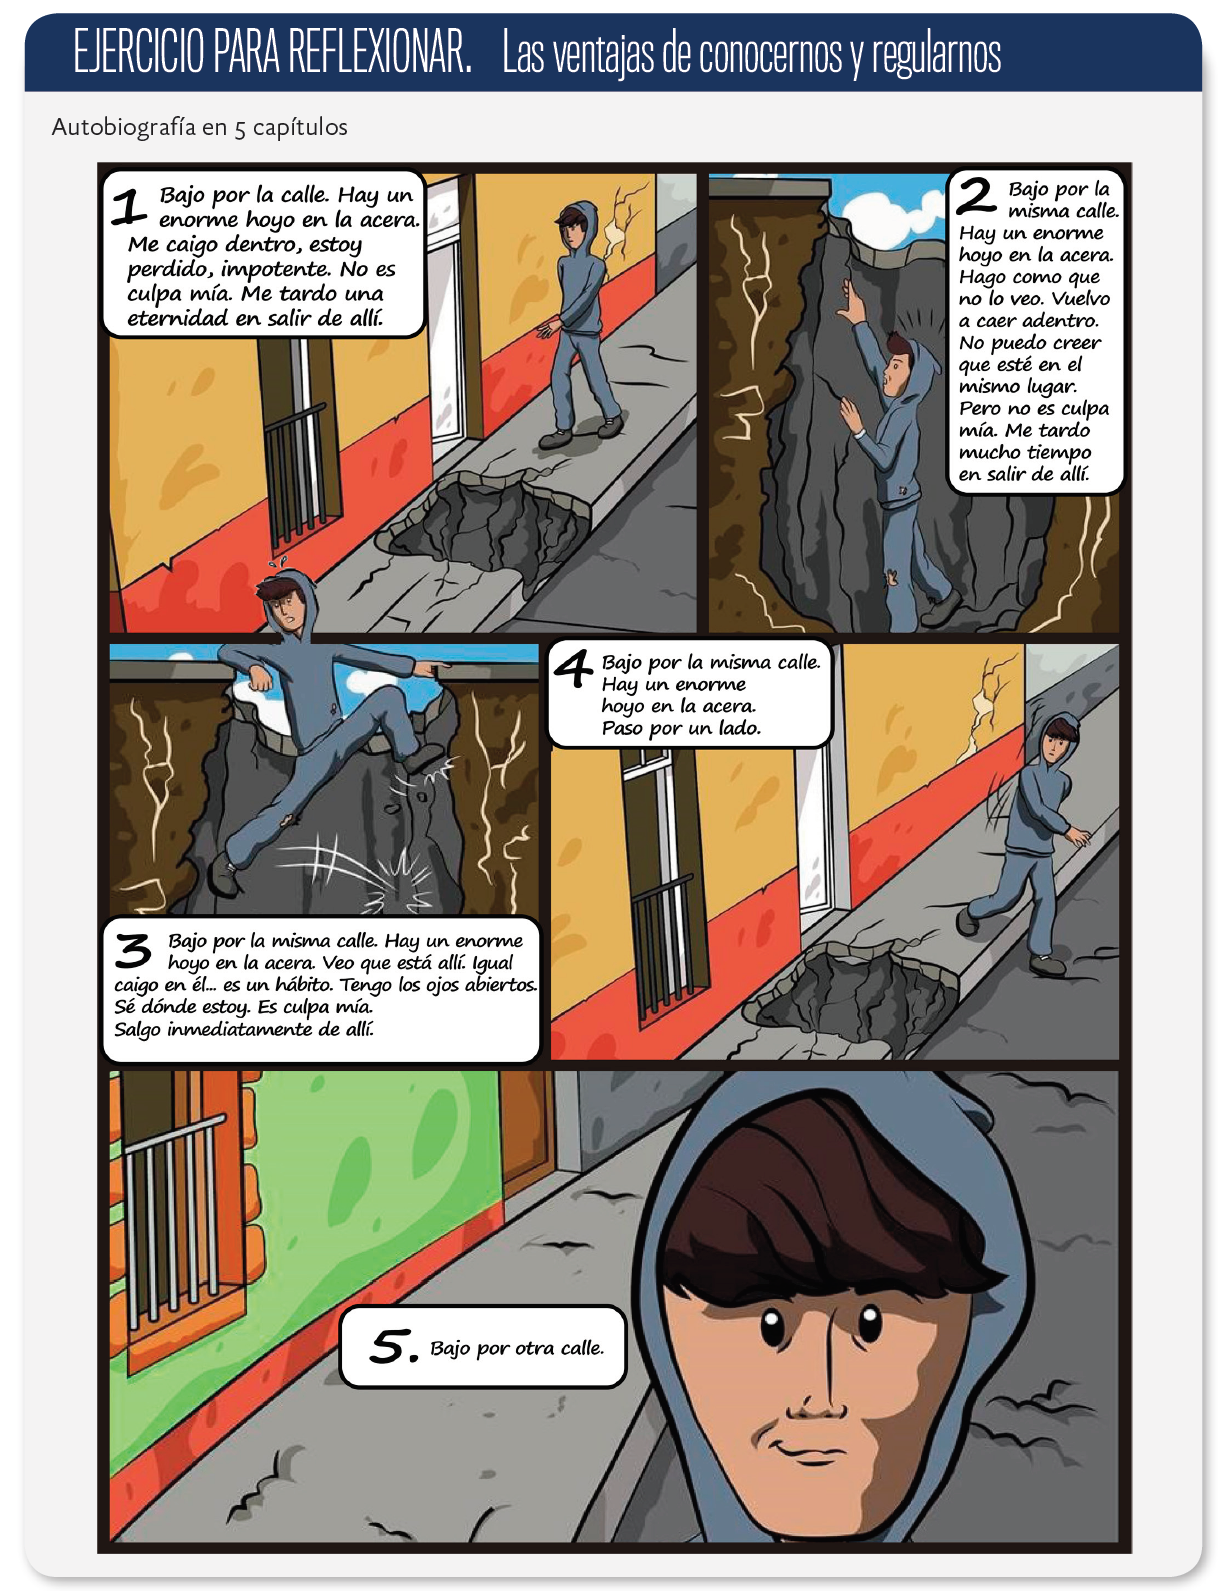 EJERCICIO PARA REFLEXIONAR. Las ventajas de conocernos y regularnos
Autobiografía en 5 capítulos
1 Bajo por la calle. Hay un
enorme hoyo en la acera.
Me caigo dentro, estoy
perdido, impotente. No es
culpa mía. Me tardo una
eternidad en salir de allí.
2 Bajo por la
misma calle.
Hay un enorme
hoyo en la acera.
Hago como que
no lo veo. Vuelvo
a caer adentro.
No puedo creer
que esté en el
mismo lugar.
Pero no es culpa
mía. Me tardo
mucho tiempo
en salir de allí.
3 Bajo por la misma calle. Hay un enorme
hoyo en la acera. Veo que está allí. Igual
caigo en él... es un hábito. Tengo los ojos abiertos.
Sé dónde estoy. Es culpa mía.
Salgo inmediatamente de allí.
4 Bajo por la misma calle.
Hay un enorme
hoyo en la acera.
Paso por un lado.
5. Bajo por otra calle.